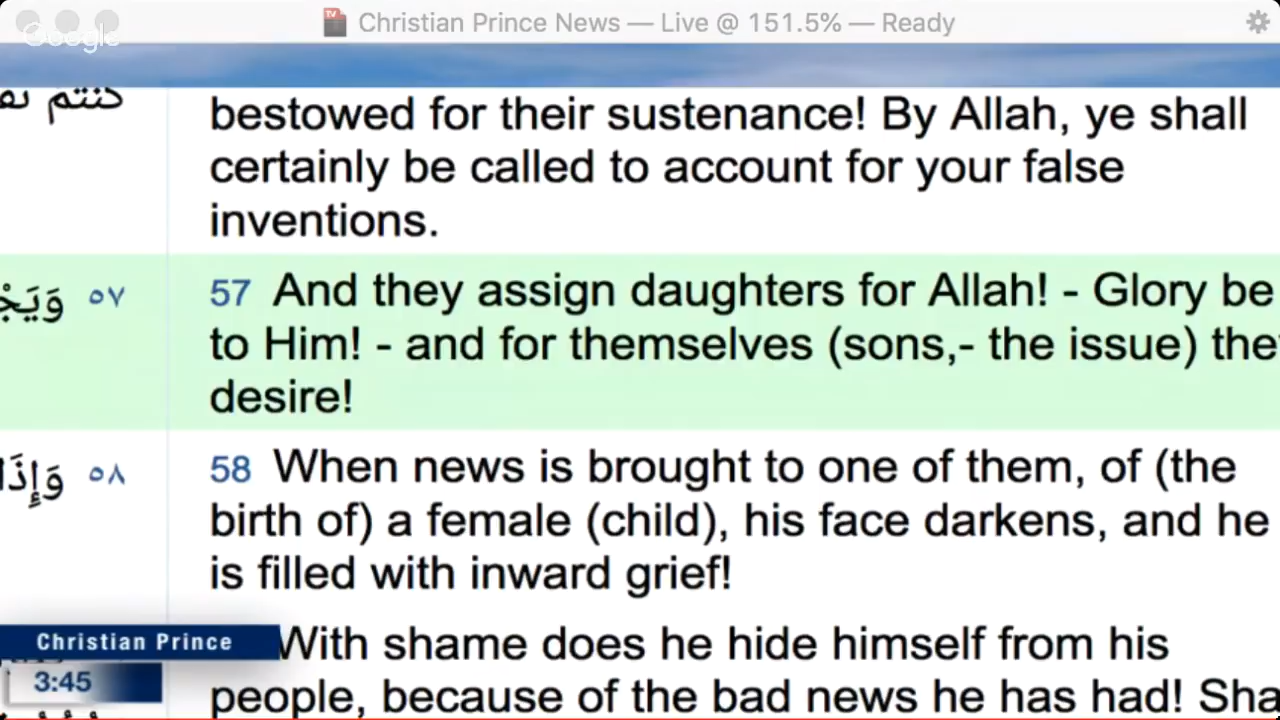 Christian Prince News — Live @ 151.5% — Ready
Google
كنتم
bestowed for their sustenance! By Allah, ye shall
certainly be called to account for your false
inventions.
٥٧
57 And they assign daughters for Allah! - Glory be
to Him! - and for themselves (sons,- the issue) the
desire!
٥٨
58 When news is brought to one of them, of (the
birth of) a female (child), his face darkens, and he
is filled with inward grief!
With shame does he hide himself from his
people, because of the bad news he has had! Sha
Christian Prince
3:45